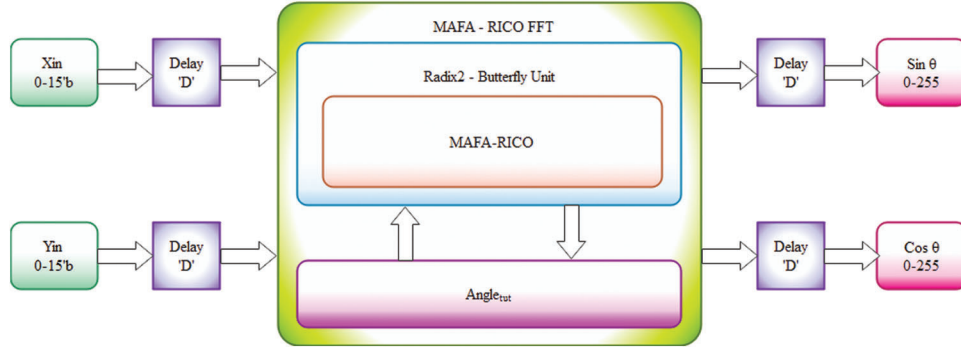 MAFA - RICO FFT
Xin
0-15'b
Delay
'D'
Radix2 - Butterfly Unit
MAFA-RICO
Delay
'D'
Sin θ
0-255
Yin
0-15'b
Delay
'D'
Angletut
Delay
'D'
Cos θ
0-255